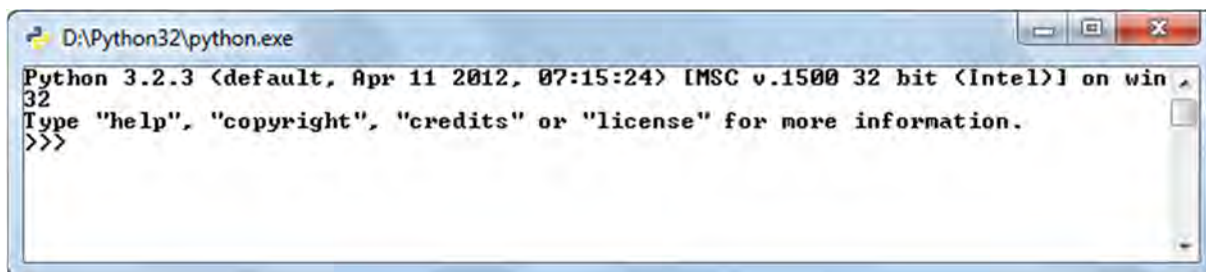 D:\Python32\python.exe
Python 3.2.3 (default, Apr 11 2012, 07:15:24) [MSC v.1500 32 bit (Intel)] on win
32
Type "help", "copyright", "credits" or "license" for more information.
>>>